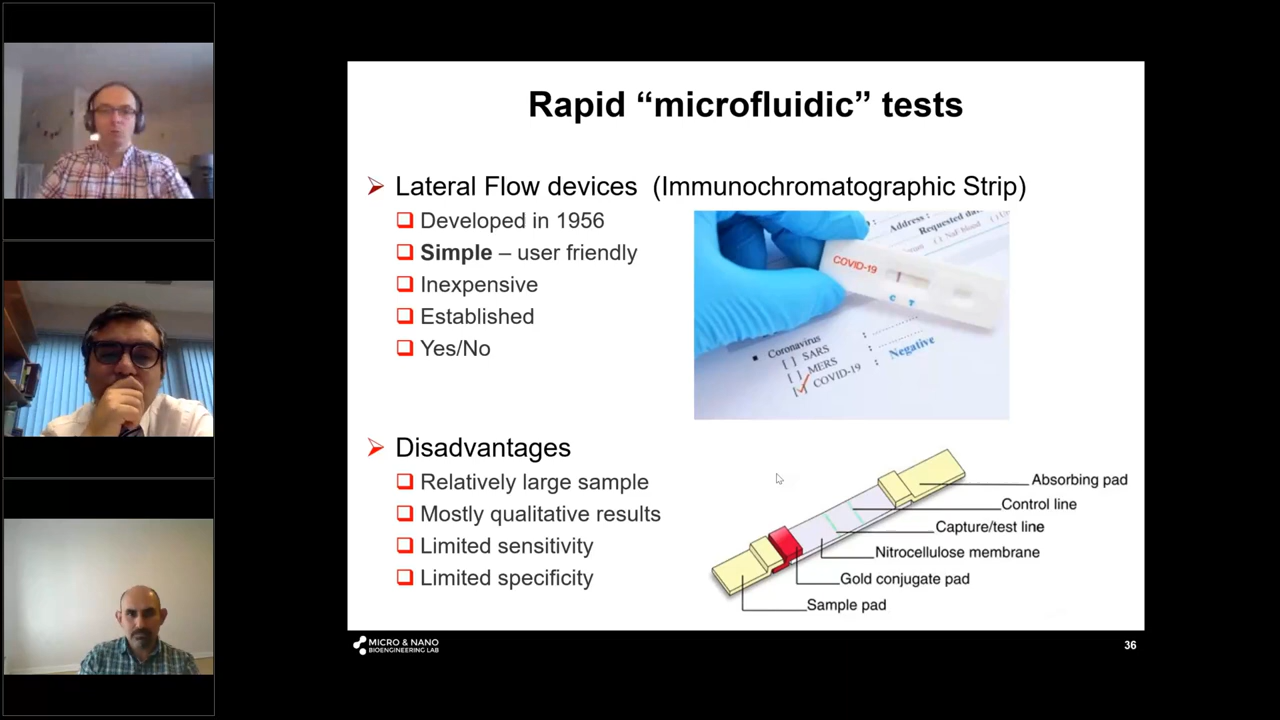 Rapid “microfluidic” tests
Lateral Flow devices (Immunochromatographic Strip)
Developed in 1956
Simple – user friendly
Inexpensive
Established
Yes/No
Address:
Requested
COVID-19
C T
Coronavirus
[ ] SARS
[ ] MERS
[ ] COVID-19 : Negative
Disadvantages
Relatively large sample
Mostly qualitative results
Limited sensitivity
Limited specificity
Absorbing pad
Control line
Capture/test line
Nitrocellulose membrane
Gold conjugate pad
Sample pad
MICRO & NANO
BIOENGINEERING LAB
36